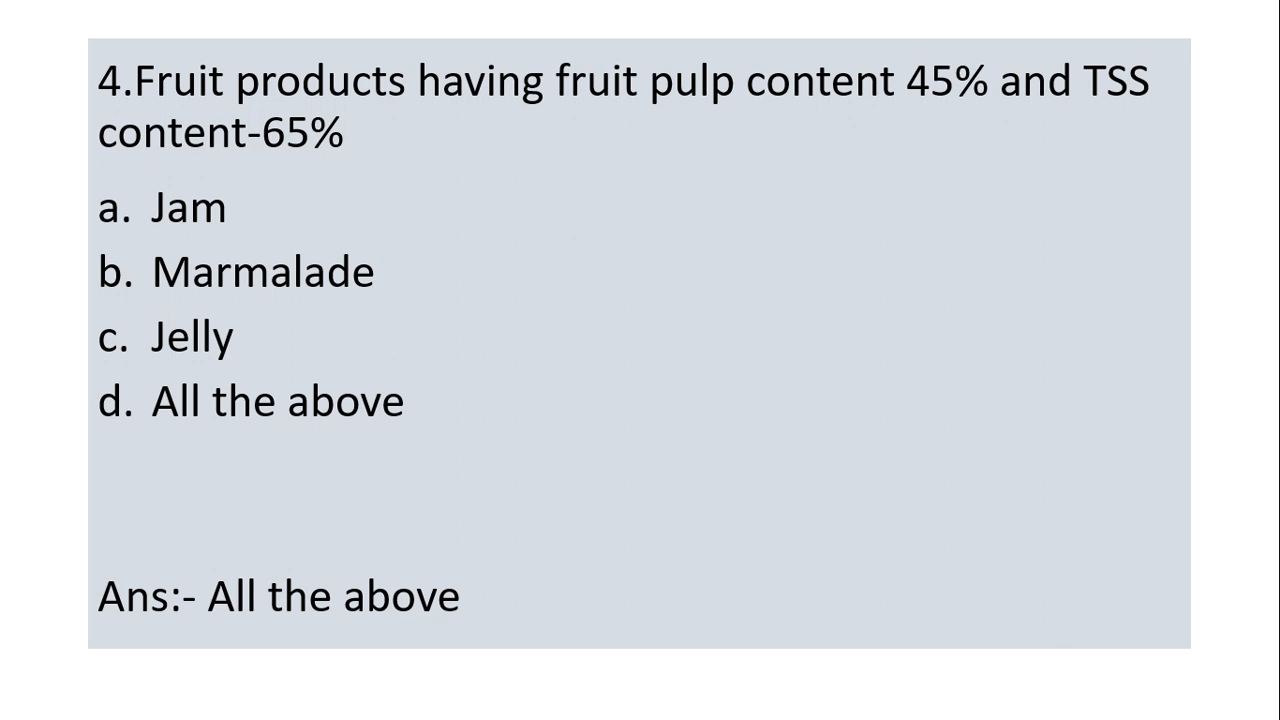 4.Fruit products having fruit pulp content 45% and TSS
content-65%
a. Jam
b. Marmalade
c. Jelly
d. All the above
Ans:- All the above